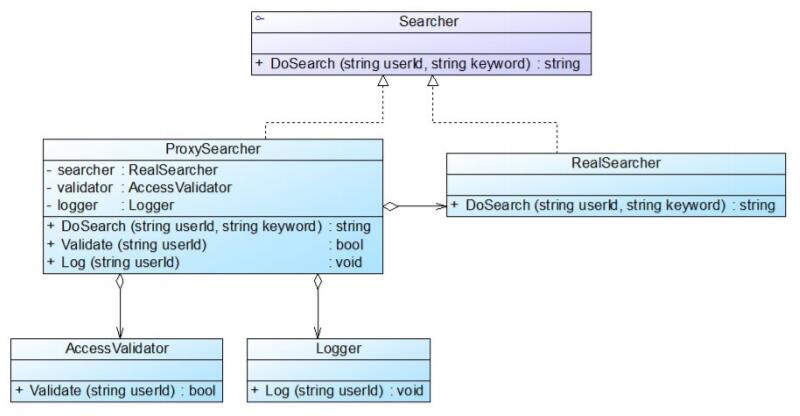 Searcher
+ DoSearch (string userId, string keyword) : string
ProxySearcher
- searcher : RealSearcher
- validator : AccessValidator
- logger : Logger
+ DoSearch (string userId, string keyword) : string
+ Validate (string userId) : bool
+ Log (string userId) : void
RealSearcher
+ DoSearch (string userId, string keyword) : string
AccessValidator
+ Validate (string userId) : bool
Logger
+ Log (string userId) : void